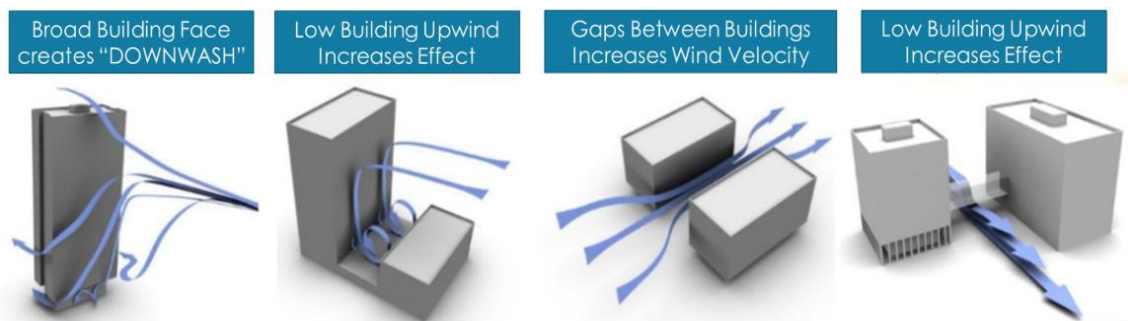 Broad Building Face
creates “DOWNWASH”
Low Building Upwind
Increases Effect
Gaps Between Buildings
Increases Wind Velocity
Low Building Upwind
Increases Effect